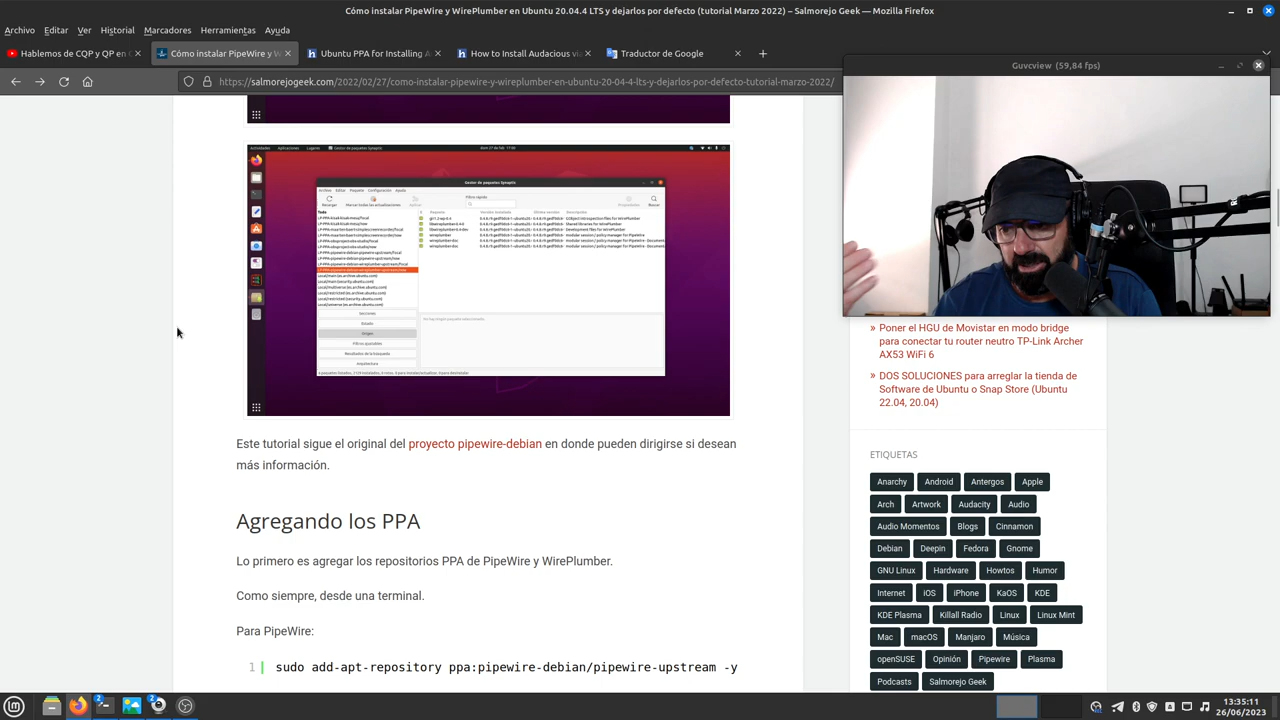 Cómo instalar PipeWire y WirePlumber en Ubuntu 20.04.4 LTS y dejarlos por defecto (tutorial Marzo 2022) – Salmorejo Geek — Mozilla Firefox
Archivo Editar Ver Historial Marcadores Herramientas Ayuda
Hablemos de CQP y QP en
Cómo instalar PipeWire y W
Ubuntu PPA for Installing
How to Install Audacious via
Traductor de Google
https://salmorejogeek.com/2022/02/27/como-instalar-pipewire-y-wireplumber-en-ubuntu-20-04-4-lts-y-dejarlos-por-defecto-tutorial-marzo-2022/
Guvcview (59,84 fps)
Gestor de paquetes Synaptic
Este tutorial sigue el original del proyecto pipewire-debian en donde pueden dirigirse si desean
más información.
Agregando los PPA
Lo primero es agregar los repositorios PPA de PipeWire y WirePlumber.
Como siempre, desde una terminal.
Para PipeWire:
1 sudo add-apt-repository ppa:pipewire-debian/pipewire-upstream -y
» Poner el HGU de Movistar en modo bridge
para conectar tu router neutro TP-Link Archer
AX53 WiFi 6
» DOS SOLUCIONES para arreglar la tienda de
Software de Ubuntu o Snap Store (Ubuntu
22.04, 20.04)
ETIQUETAS
Anarchy Android Antergos Apple
Arch Artwork Audacity Audio
Audio Momentos Blogs Cinnamon
Debian Deepin Fedora Gnome
GNU Linux Hardware Howtos Humor
Internet iOS iPhone KaOS KDE
KDE Plasma Killall Radio Linux Linux Mint
Mac macOS Manjaro Música
openSUSE Opinión Pipewire Plasma
Podcasts Salmorejo Geek
13:35:11
26/06/2023